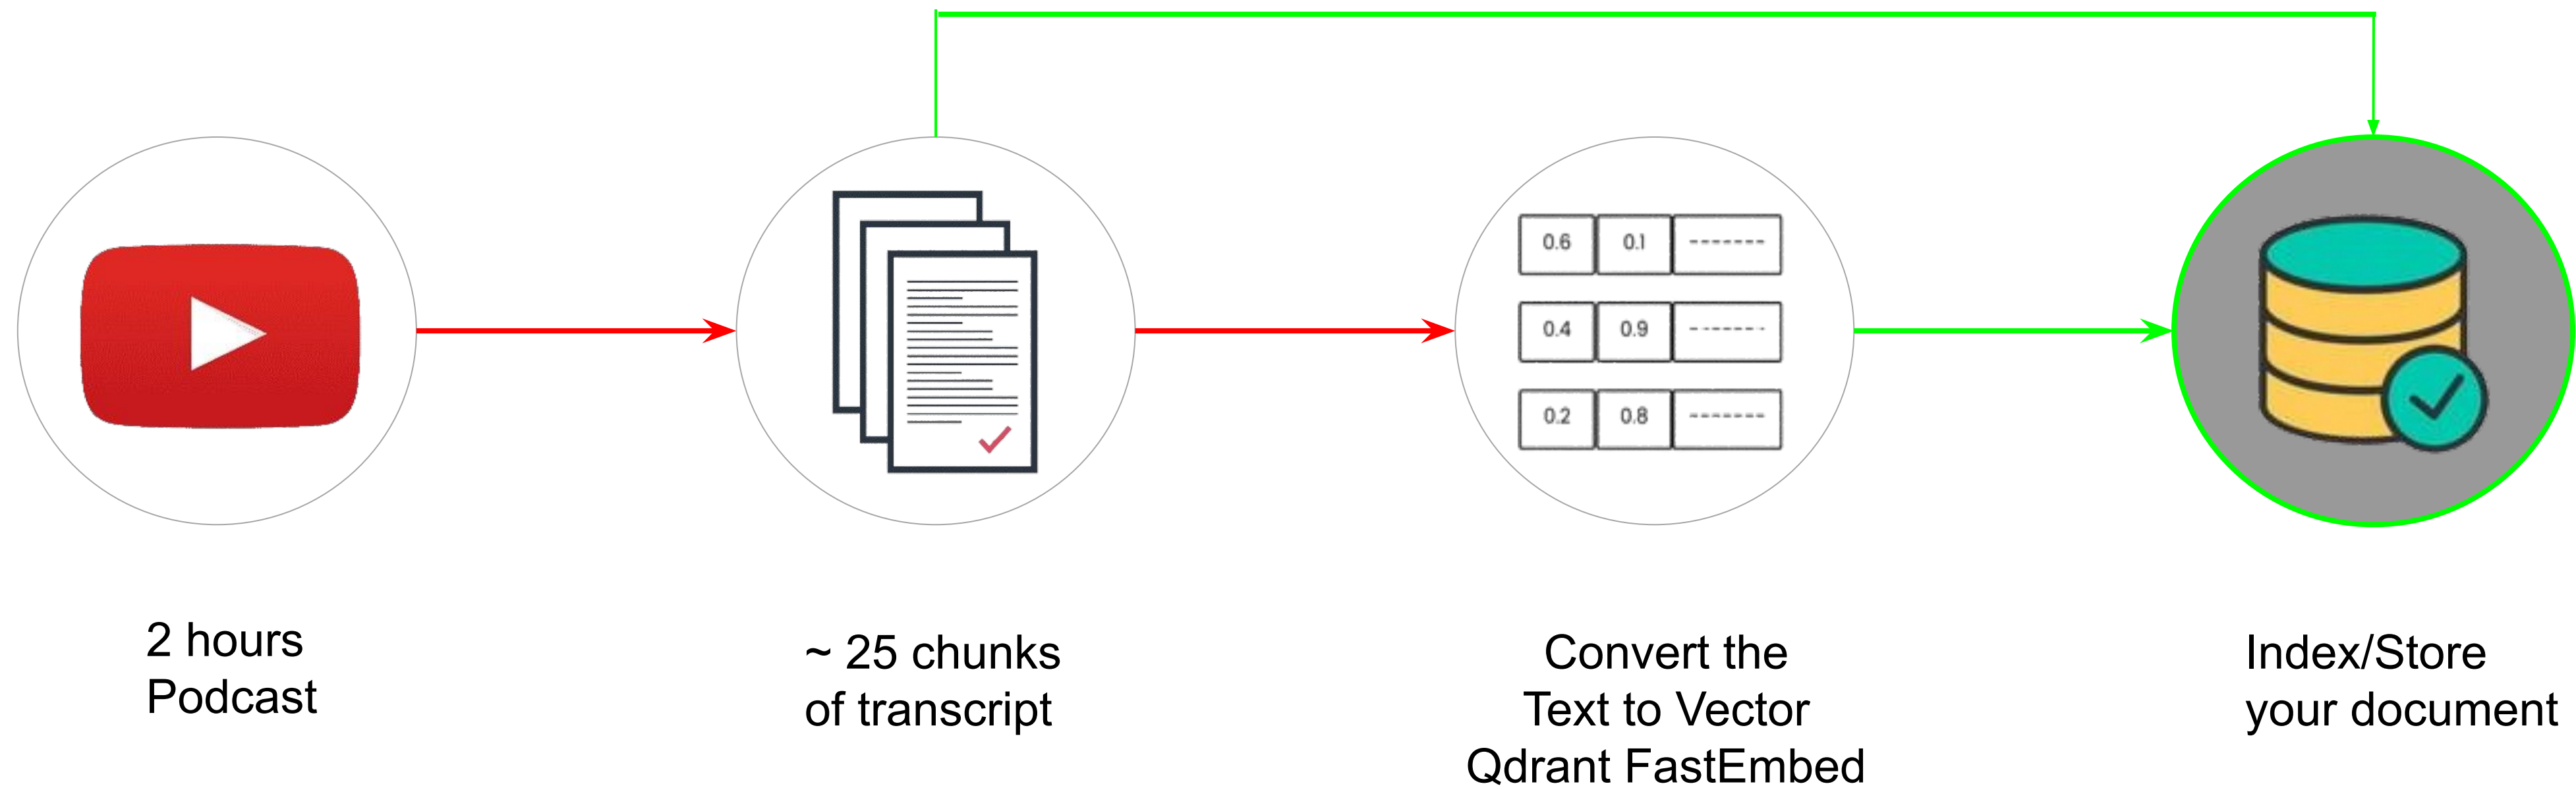 0.6 0.1
0.4 0.9
0.2 0.8
2 hours
Podcast
~ 25 chunks
of transcript
Convert the
Text to Vector
Qdrant FastEmbed
Index/Store
your document